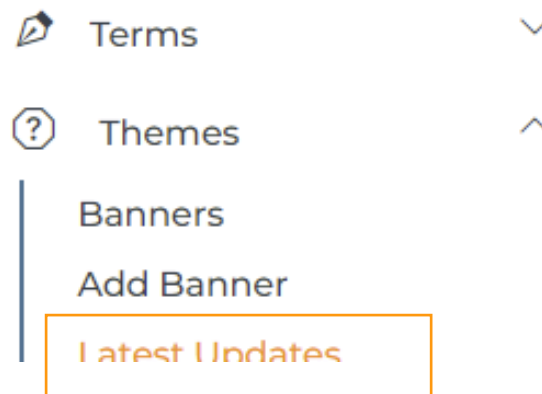 Terms
Themes
Banners
Add Banner
Latest Updates